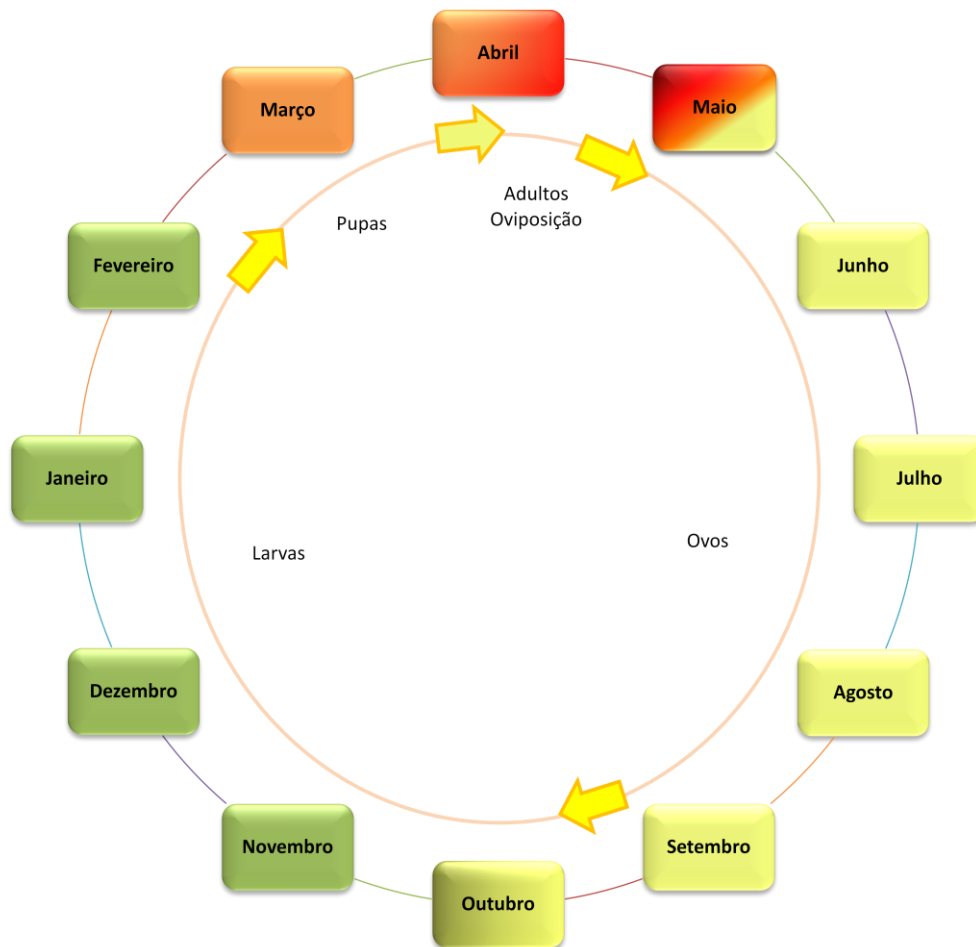 Abril
Março
Maio
Adultos
Oviposição
Pupas
Fevereiro
Junho
Janeiro
Julho
Larvas
Ovos
Dezembro
Agosto
Novembro
Setembro
Outubro